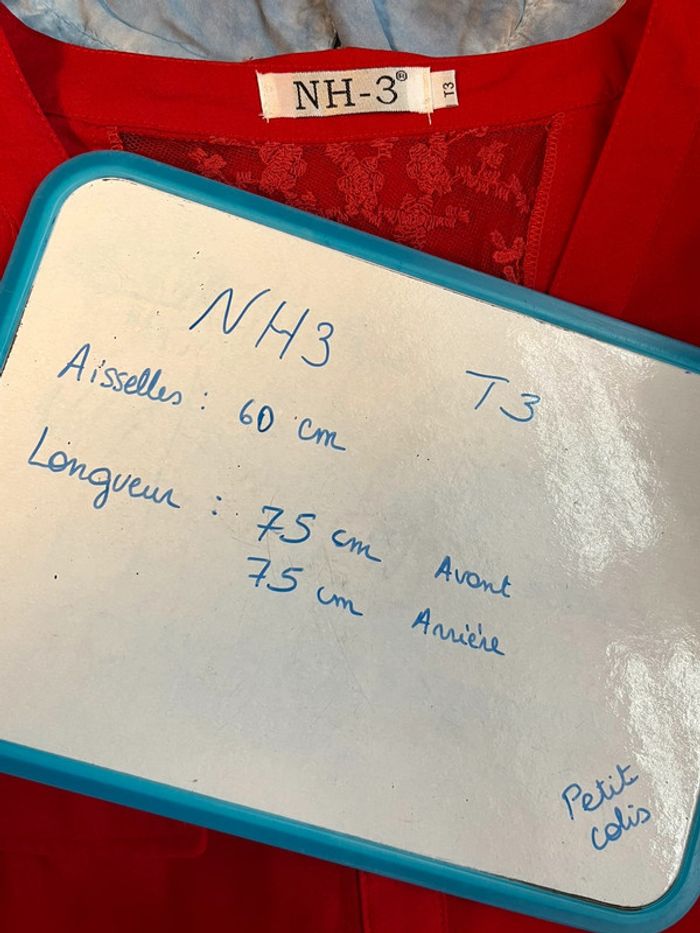 NH-3®
T3
NH3
T3
Aisselles : 60 cm
Longueur : 75 cm Avant
75 cm Arrière
Petit
colis